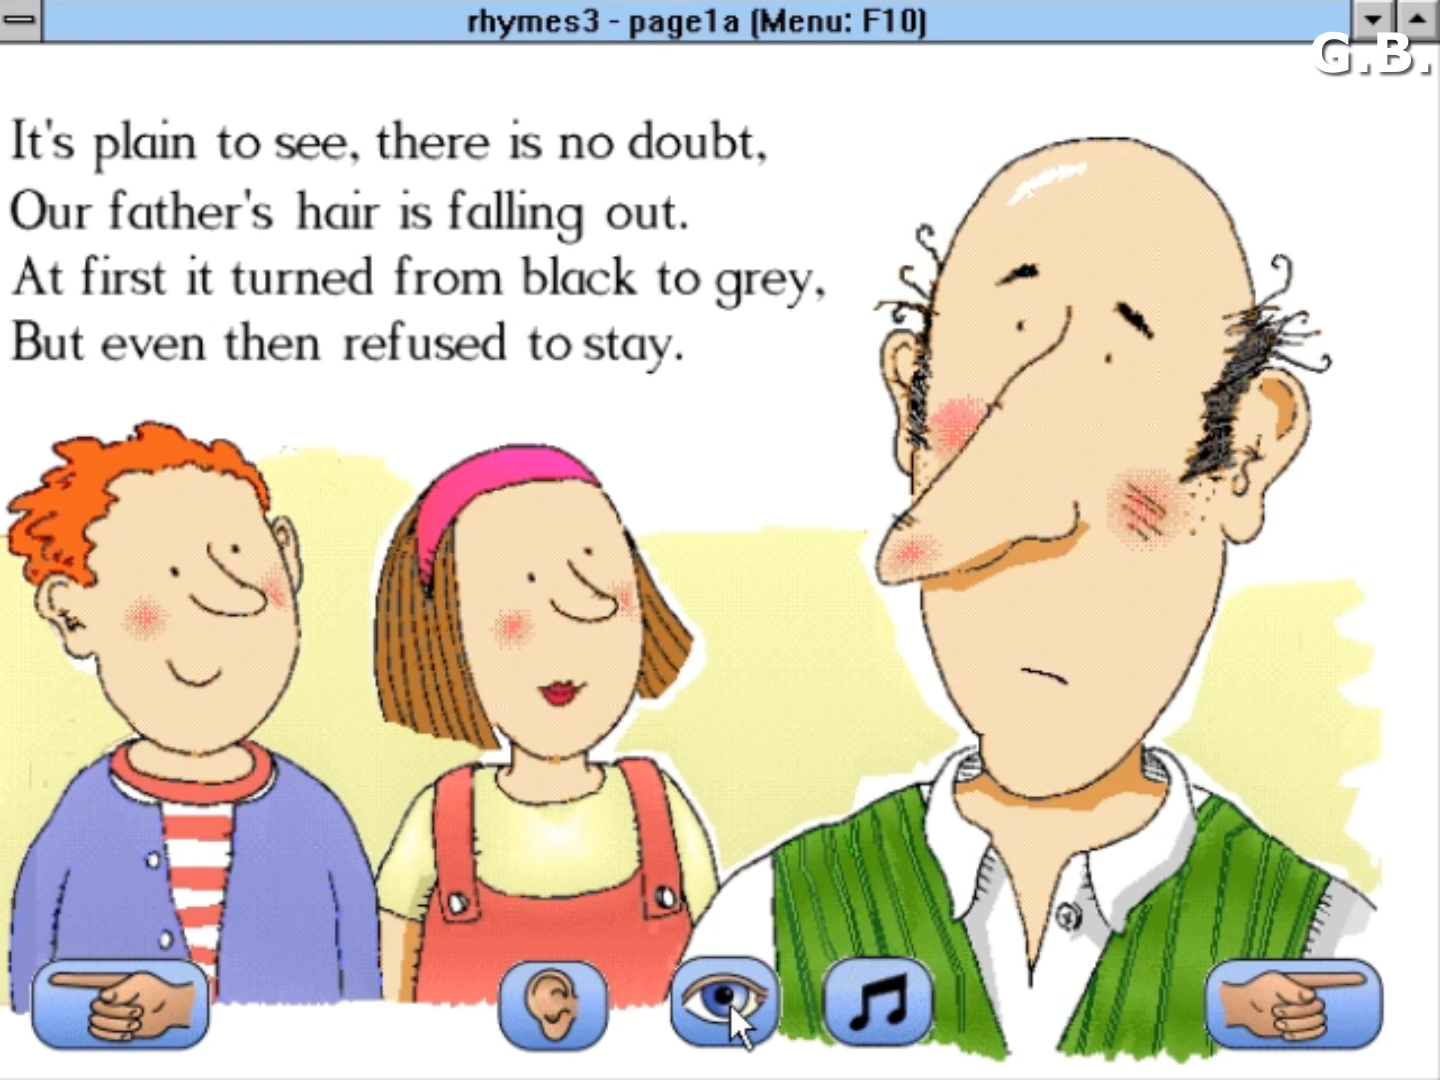 rhymes3 - page1a (Menu: F10)
G.B.
It's plain to see, there is no doubt,
Our father's hair is falling out.
At first it turned from black to grey,
But even then refused to stay.